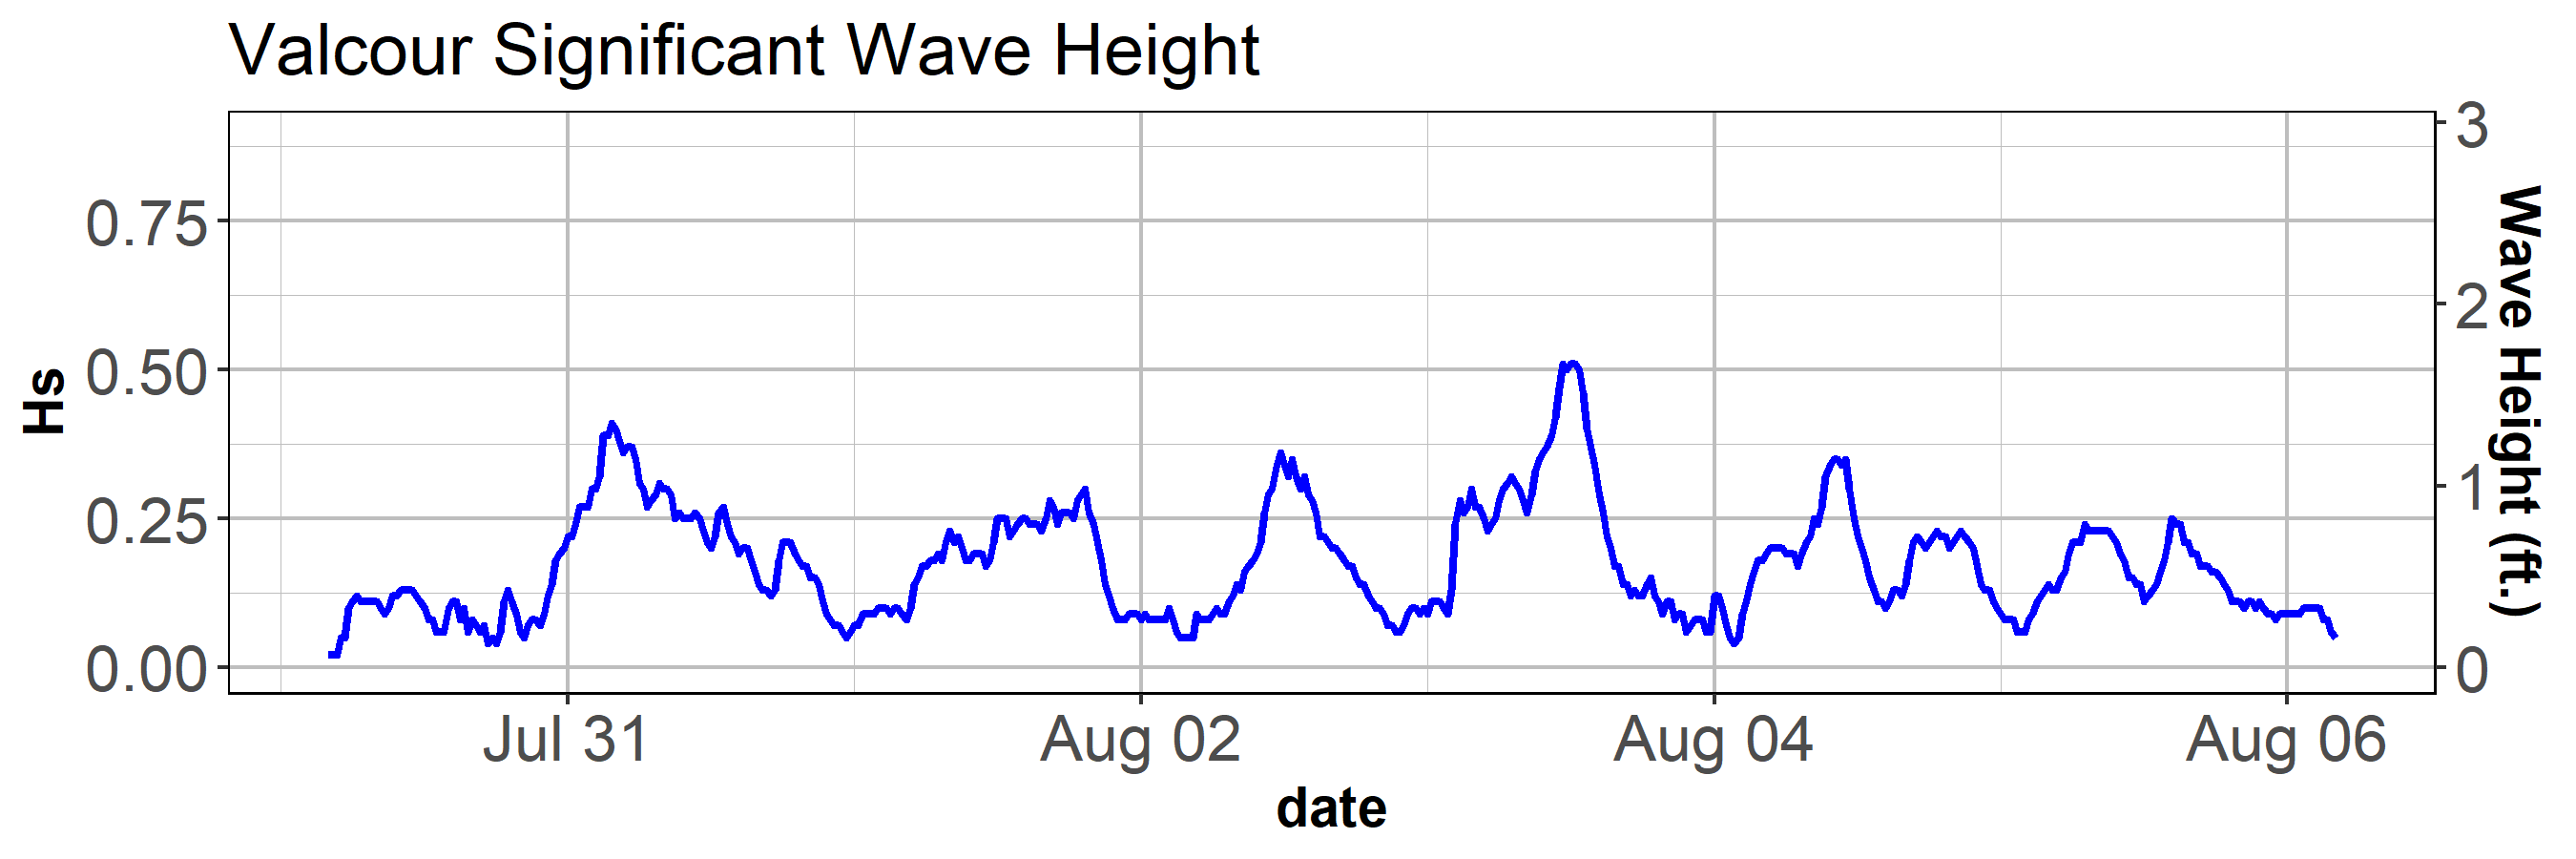 Valcour Significant Wave Height
Hs
0.75
0.50
0.25
0.00
3
2
1
0
Wave Height (ft.)
Jul 31
Aug 02
Aug 04
Aug 06
date